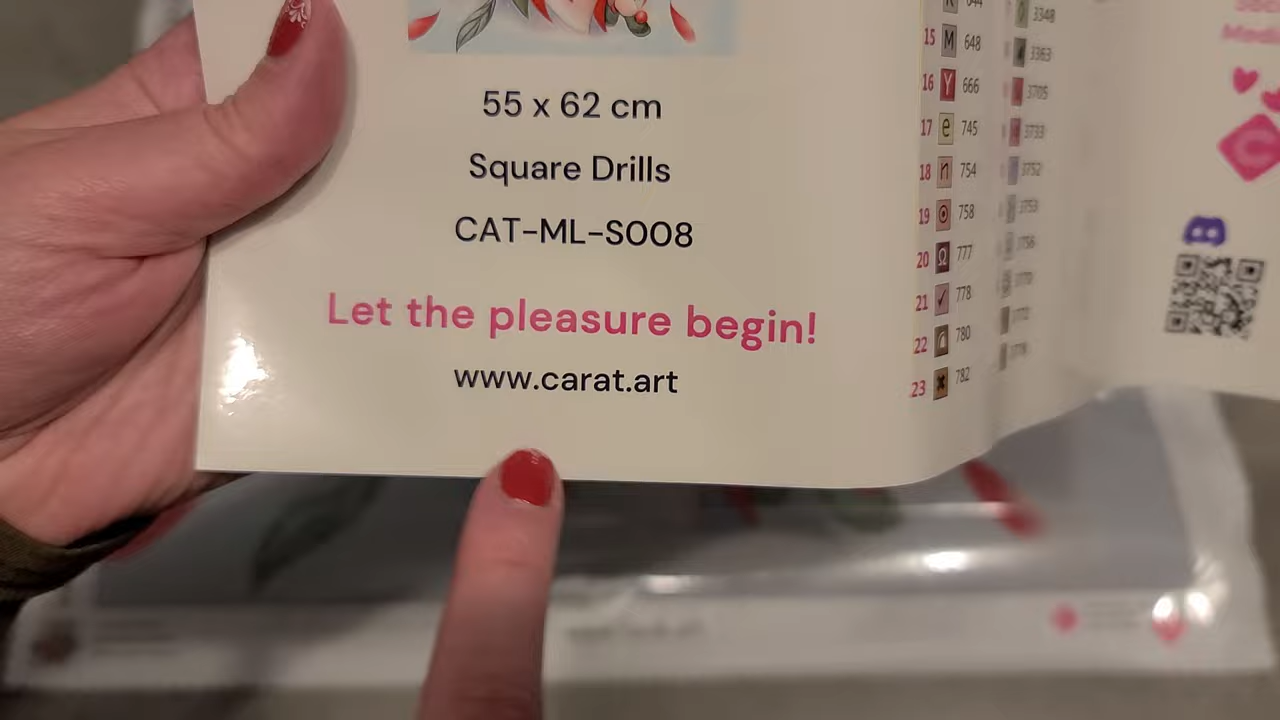 55 x 62 cm
Square Drills
CAT-ML-S008
Let the pleasure begin!
www.carat.art
15 M 648
16 Y 666
17 e 745
18 n 754
19 758
20 Ω 777
21 ✓ 778
22 780
23 782
3348
3363
3705
3733
3752
3753